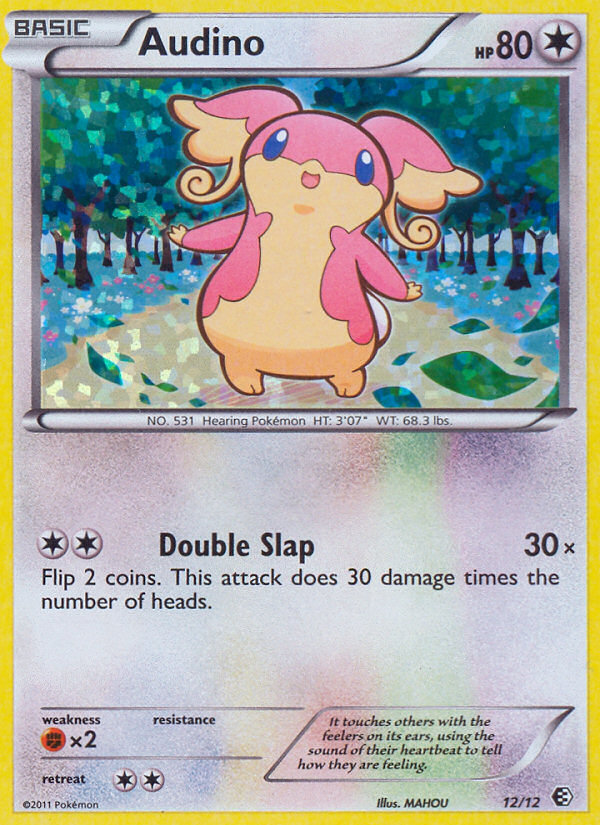 BASIC
Audino
HP80
NO. 531 Hearing Pokémon HT: 3'07" WT: 68.3 lbs.
Double Slap
30×
Flip 2 coins. This attack does 30 damage times the
number of heads.
weakness
resistance
×2
It touches others with the
feelers on its ears, using the
sound of their heartbeat to tell
how they are feeling.
retreat
©2011 Pokémon
Illus. MAHOU
12/12